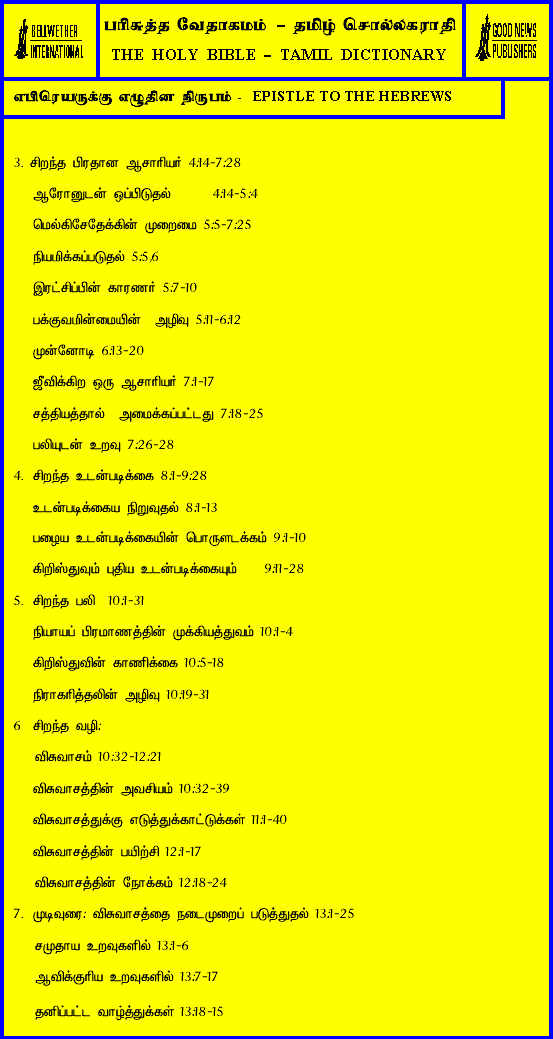 BELLWETHER
INTERNATIONAL
பரிசுத்த வேதாகமம் – தமிழ் சொல்லகராதி
THE HOLY BIBLE – TAMIL DICTIONARY
GOOD NEWS
PUBLISHERS
எபிரெயருக்கு எழுதின நிருபம் - EPISTLE TO THE HEBREWS
3. சிறந்த பிரதான ஆசாரியர் 4:14-7:28
ஆரோனுடன் ஒப்பிடுதல் 4:14-5:4
மெல்கிசேதேக்கின் முறைமை 5:5-7:25
நியமிக்கப்படுதல் 5:5,6
இரட்சிப்பின் காரணர் 5:7-10
பக்குவமின்மையின் அழிவு 5:11-6:12
முன்னோடி 6:13-20
ஜீவிக்கிற ஒரு ஆசாரியர் 7:1-17
சத்தியத்தால் அமைக்கப்பட்டது 7:18-25
பலியுடன் உறவு 7:26-28
4. சிறந்த உடன்படிக்கை 8:1-9:28
உடன்படிக்கைய நிறுவுதல் 8:1-13
பழைய உடன்படிக்கையின் பொருளடக்கம் 9:1-10
கிறிஸ்துவும் புதிய உடன்படிக்கையும் 9:11-28
5. சிறந்த பலி 10:1-31
நியாயப் பிரமாணத்தின் முக்கியத்துவம் 10:1-4
கிறிஸ்துவின் காணிக்கை 10:5-18
நிராகரித்தலின் அழிவு 10:19-31
6 சிறந்த வழி:
விசுவாசம் 10:32-12:21
விசுவாசத்தின் அவசியம் 10:32-39
விசுவாசத்துக்கு எடுத்துக்காட்டுக்கள் 11:1-40
விசுவாசத்தின் பயிற்சி 12:1-17
விசுவாசத்தின் நோக்கம் 12:18-24
7. முடிவுரை: விசுவாசத்தை நடைமுறைப் படுத்துதல் 13:1-25
சமுதாய உறவுகளில் 13:1-6
ஆவிக்குரிய உறவுகளில் 13:7-17
தனிப்பட்ட வாழ்த்துக்கள் 13:18-15